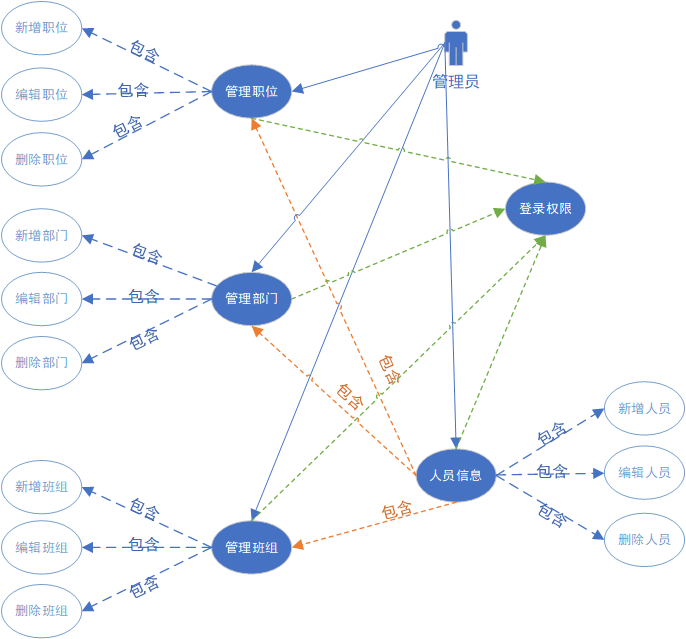 新增职位
包含
管理员
编辑职位
包含
管理职位
包含
删除职位
登录权限
新增部门
包含
编辑部门
包含
管理部门
包含
删除部门
包含
包含
新增人员
包含
新增班组
包含
人员信息
包含
编辑人员
包含
包含
删除人员
编辑班组
包含
管理班组
包含
删除班组